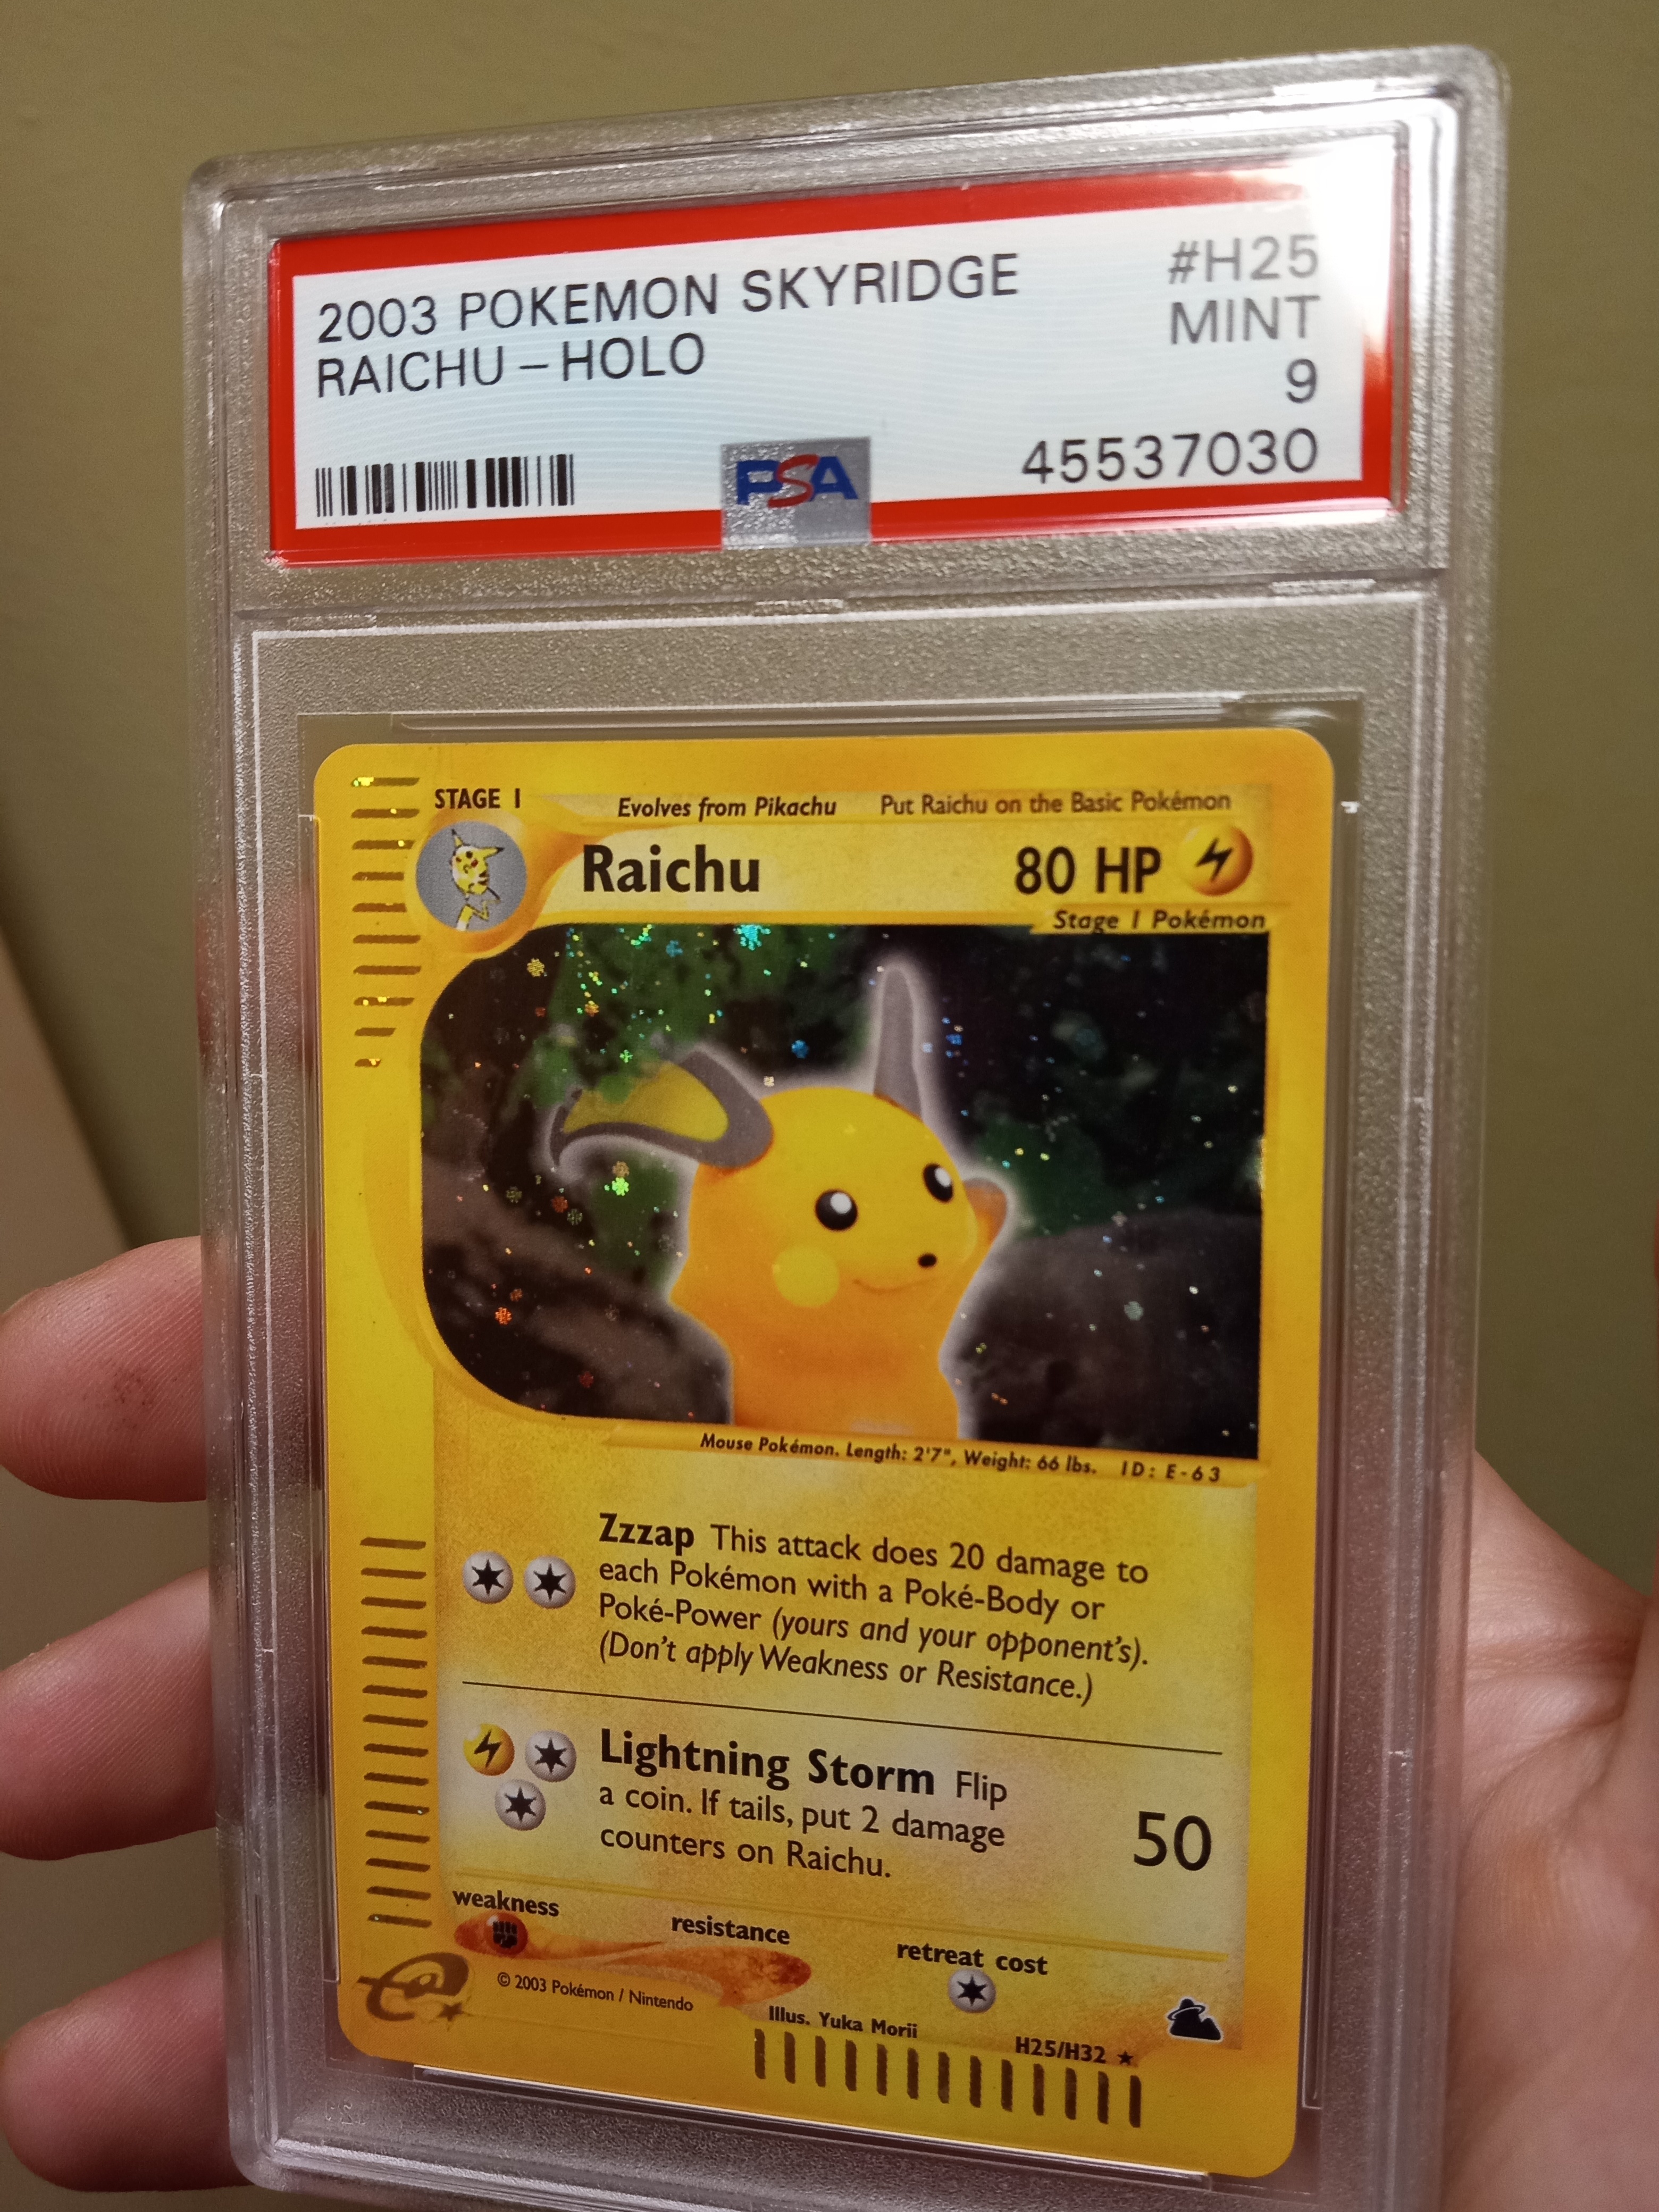 2003 POKEMON SKYRIDGE #H25
RAICHU – HOLO MINT
9
PSA 45537030
STAGE 1 Evolves from Pikachu Put Raichu on the Basic Pokémon
Raichu 80 HP
Stage 1 Pokémon
Mouse Pokémon. Length: 2'7", Weight: 66 lbs. ID: E-63
Zzzap This attack does 20 damage to
each Pokémon with a Poké-Body or
Poké-Power (yours and your opponent's).
(Don't apply Weakness or Resistance.)
Lightning Storm Flip
a coin. If tails, put 2 damage
counters on Raichu.
50
weakness resistance retreat cost
e
© 2003 Pokémon / Nintendo
Illus. Yuka Morii
H25/H32 ★